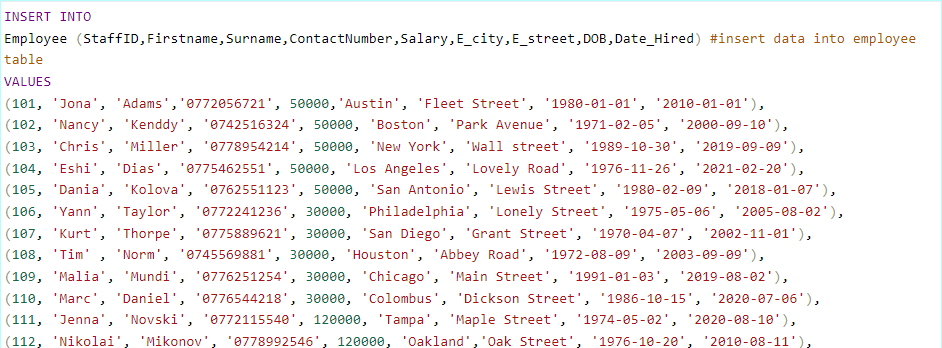 INSERT INTO
Employee (StaffID,Firstname,Surname,ContactNumber,Salary,E_city,E_street,DOB,Date_Hired) #insert data into employee
table
VALUES
(101, 'Jona', 'Adams','0772056721', 50000,'Austin', 'Fleet Street', '1980-01-01', '2010-01-01'),
(102, 'Nancy', 'Kenddy', '0742516324', 50000, 'Boston', 'Park Avenue', '1971-02-05', '2000-09-10'),
(103, 'Chris', 'Miller', '0778954214', 50000, 'New York', 'Wall street', '1989-10-30', '2019-09-09'),
(104, 'Eshi', 'Dias', '0775462551', 50000, 'Los Angeles', 'Lovely Road', '1976-11-26', '2021-02-20'),
(105, 'Dania', 'Kolova', '0762551123', 50000, 'San Antonio', 'Lewis Street', '1980-02-09', '2018-01-07'),
(106, 'Yann', 'Taylor', '0772241236', 30000, 'Philadelphia', 'Lonely Street', '1975-05-06', '2005-08-02'),
(107, 'Kurt', 'Thorpe', '0775889621', 30000, 'San Diego', 'Grant Street', '1970-04-07', '2002-11-01'),
(108, 'Tim' , 'Norm', '0745569881', 30000, 'Houston', 'Abbey Road', '1972-08-09', '2003-09-09'),
(109, 'Malia', 'Mundi', '0776251254', 30000, 'Chicago', 'Main Street', '1991-01-03', '2019-08-02'),
(110, 'Marc', 'Daniel', '0776544218', 30000, 'Colombus', 'Dickson Street', '1986-10-15', '2020-07-06'),
(111, 'Jenna', 'Novski', '0772115540', 120000, 'Tampa', 'Maple Street', '1974-05-02', '2020-08-10'),
(112, 'Nikolai', 'Mikonov', '0778992546', 120000, 'Oakland','Oak Street', '1976-10-20', '2010-08-11'),